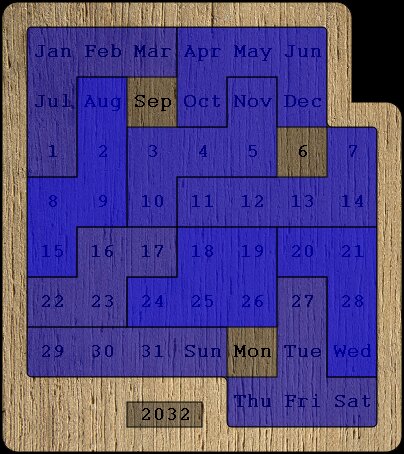 Jan Feb Mar Apr May Jun
Jul Aug Sep Oct Nov Dec
1 2 3 4 5 6 7
8 9 10 11 12 13 14
15 16 17 18 19 20 21
22 23 24 25 26 27 28
29 30 31 Sun Mon Tue Wed
Thu Fri Sat
2032